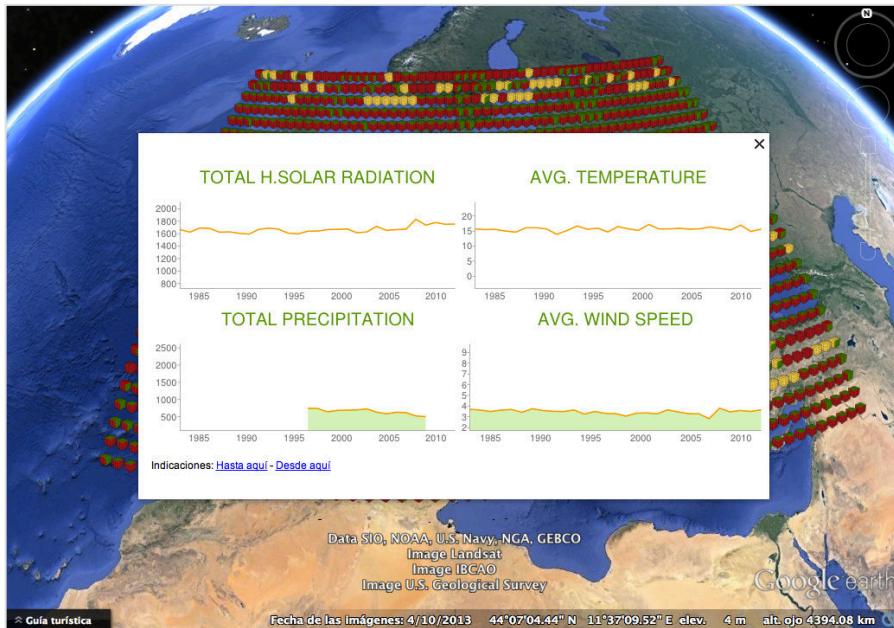 N
TOTAL H.SOLAR RADIATION
2000
1800
1600
1400
1200
1000
800
1985 1990 1995 2000 2005 2010
AVG. TEMPERATURE
20
15
10
5
0
1985 1990 1995 2000 2005 2010
TOTAL PRECIPITATION
2500
2000
1500
1000
500
1985 1990 1995 2000 2005 2010
AVG. WIND SPEED
9
8
7
6
5
4
3
2
1985 1990 1995 2000 2005 2010
Indicaciones: Hasta aquí - Desde aquí
Data SIO, NOAA, U.S. Navy, NGA, GEBCO
Image Landsat
Image IBCAO
Image U.S. Geological Survey
Google earth
Guía turística
Fecha de las imágenes: 4/10/2013 44°07'04.44" N 11°37'09.52" E elev. 4 m alt. ojo 4394.08 km